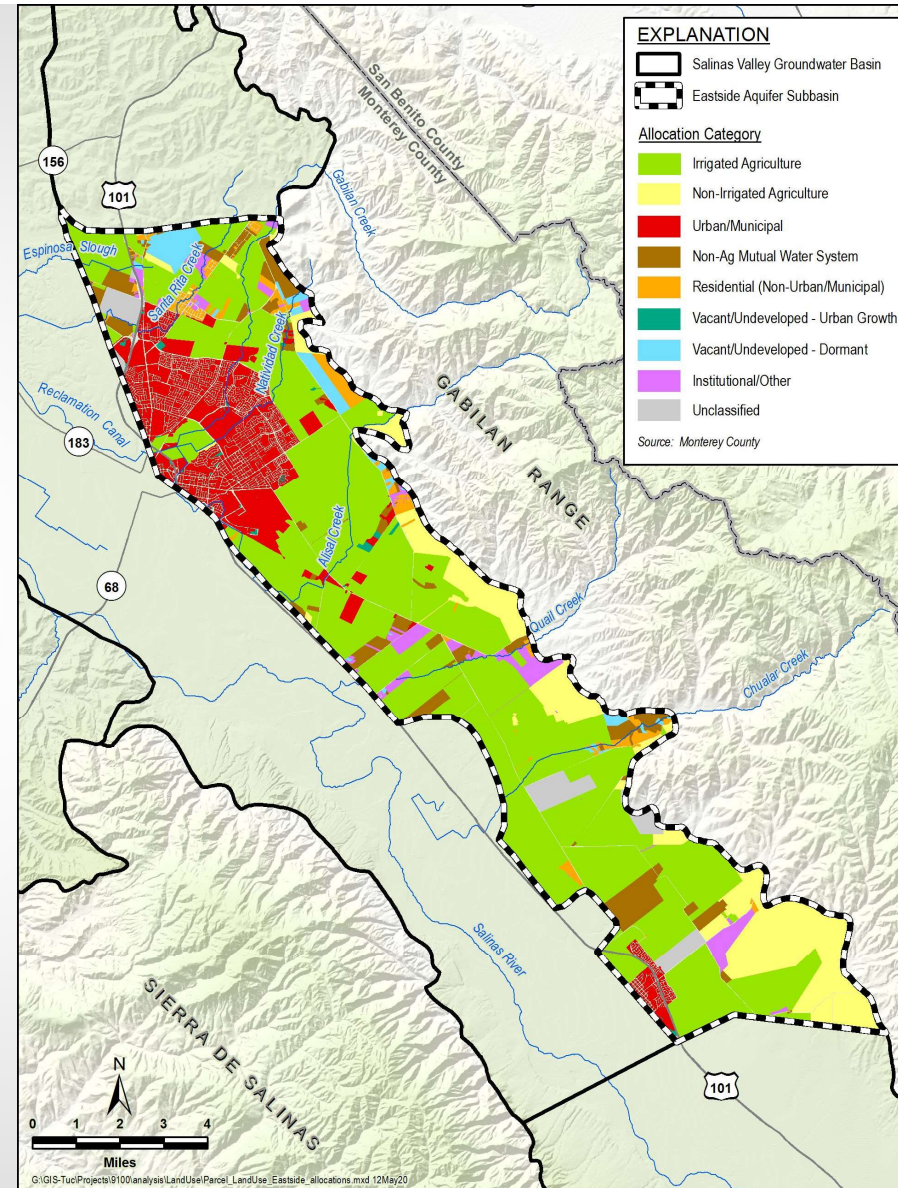 EXPLANATION
Salinas Valley Groundwater Basin
Eastside Aquifer Subbasin
Allocation Category
Irrigated Agriculture
Non-Irrigated Agriculture
Urban/Municipal
Non-Ag Mutual Water System
Residential (Non-Urban/Municipal)
Vacant/Undeveloped - Urban Growth
Vacant/Undeveloped - Dormant
Institutional/Other
Unclassified
Source: Monterey County
San Benito County
Monterey County
156
101
Gabilan Creek
Espinosa Slough
Santa Rita Creek
Natividad Creek
Reclamation Canal
183
GABILAN RANGE
68
Alisal Creek
Quail Creek
Chualar Creek
Salinas River
SIERRA DE SALINAS
101
N
0 1 2 3 4
Miles
G:\GIS-Tuc\Projects\9100\analysis\LandUse\Parcel_LandUse_Eastside_allocations.mxd 12May20